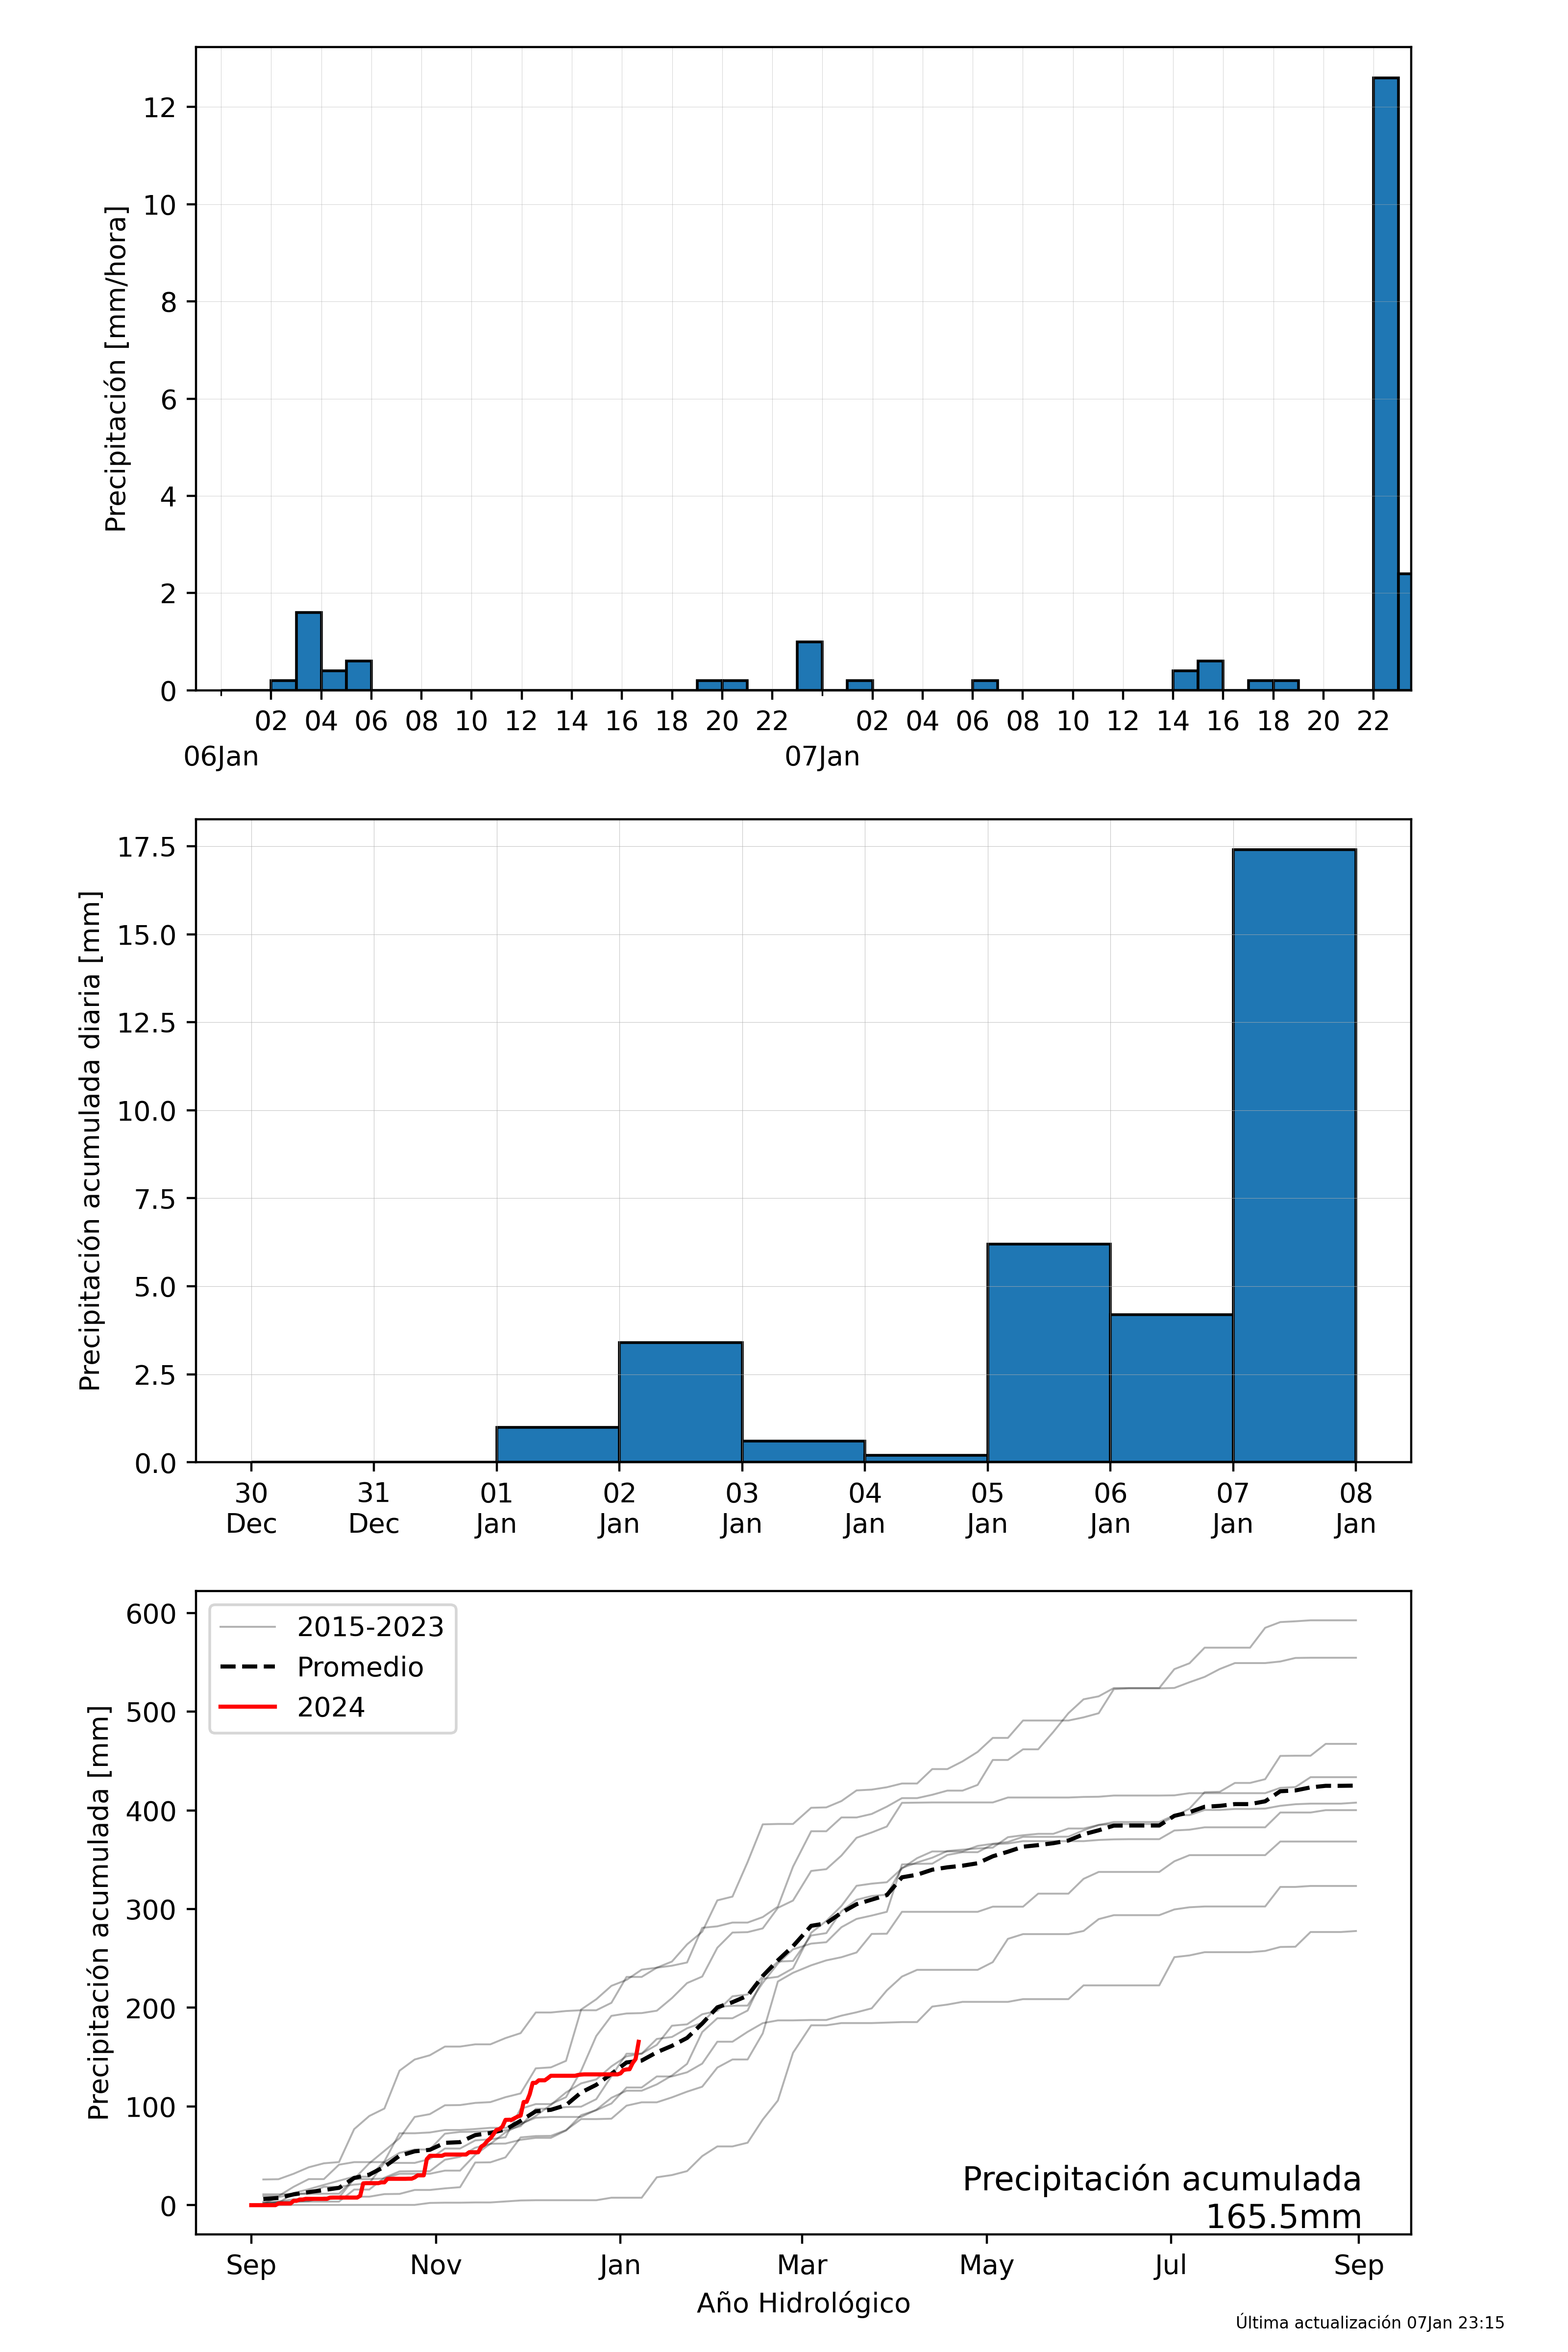 Precipitación [mm/hora]
12
10
8
6
4
2
0
02 04 06 08 10 12 14 16 18 20 22 02 04 06 08 10 12 14 16 18 20 22
06Jan 07Jan
Precipitación acumulada diaria [mm]
17.5
15.0
12.5
10.0
7.5
5.0
2.5
0.0
30 31 01 02 03 04 05 06 07 08
Dec Dec Jan Jan Jan Jan Jan Jan Jan Jan
Precipitación acumulada [mm]
600
500
400
300
200
100
0
2015-2023
Promedio
2024
Precipitación acumulada
165.5mm
Sep Nov Jan Mar May Jul Sep
Año Hidrológico
Última actualización 07Jan 23:15